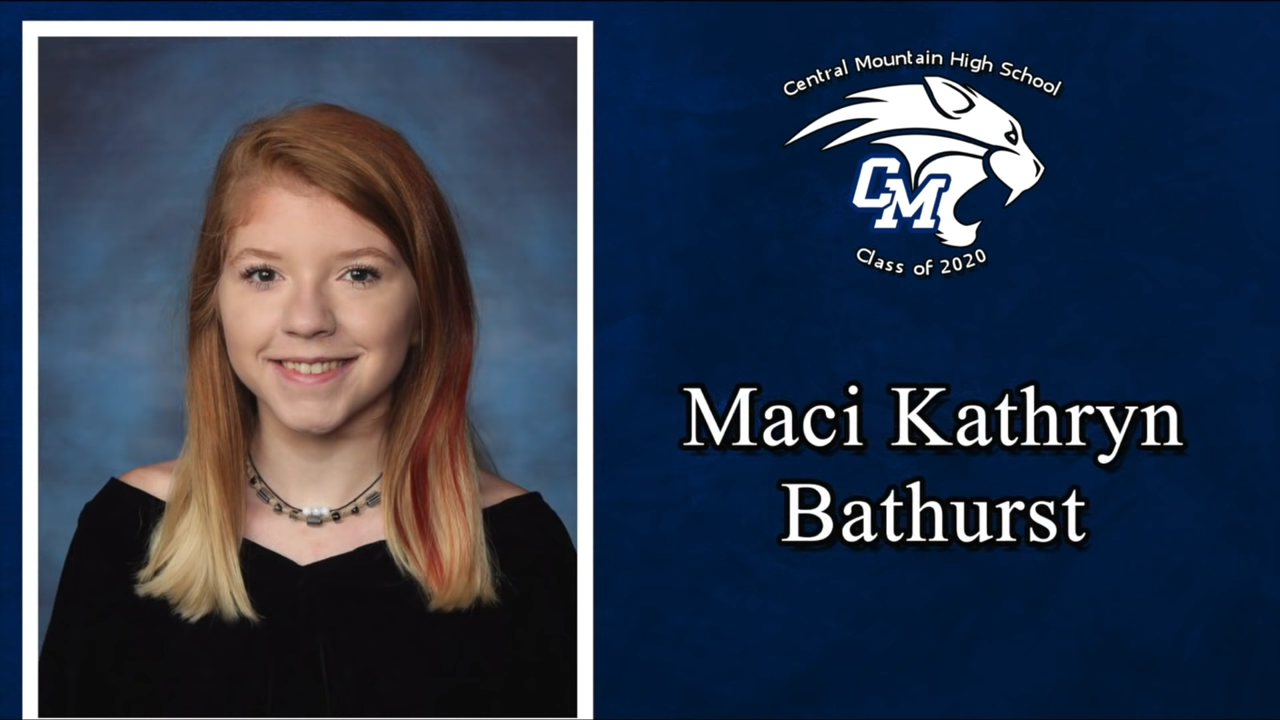 Central Mountain High School
CM
Class of 2020
Maci Kathryn
Bathurst